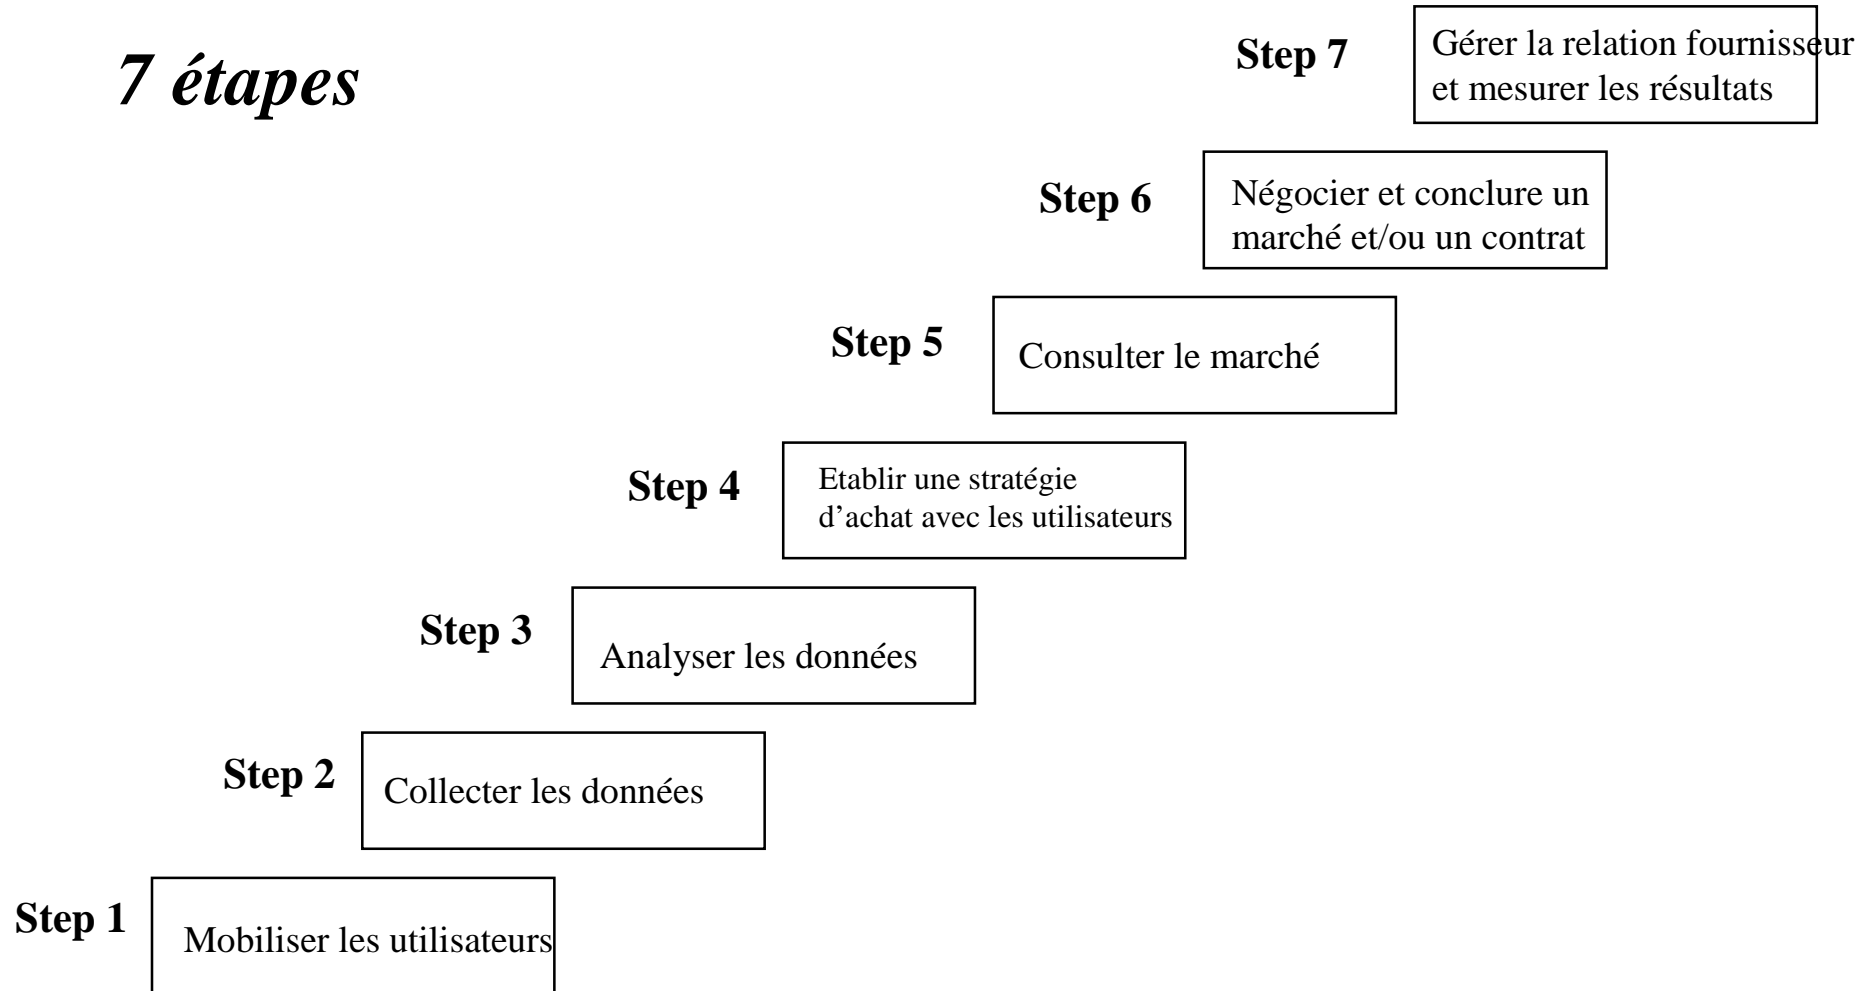 7 étapes
Step 7
Gérer la relation fournisseur
et mesurer les résultats
Step 6
Négocier et conclure un
marché et/ou un contrat
Step 5
Consulter le marché
Step 4
Etablir une stratégie
d’achat avec les utilisateurs
Step 3
Analyser les données
Step 2
Collecter les données
Step 1
Mobiliser les utilisateurs